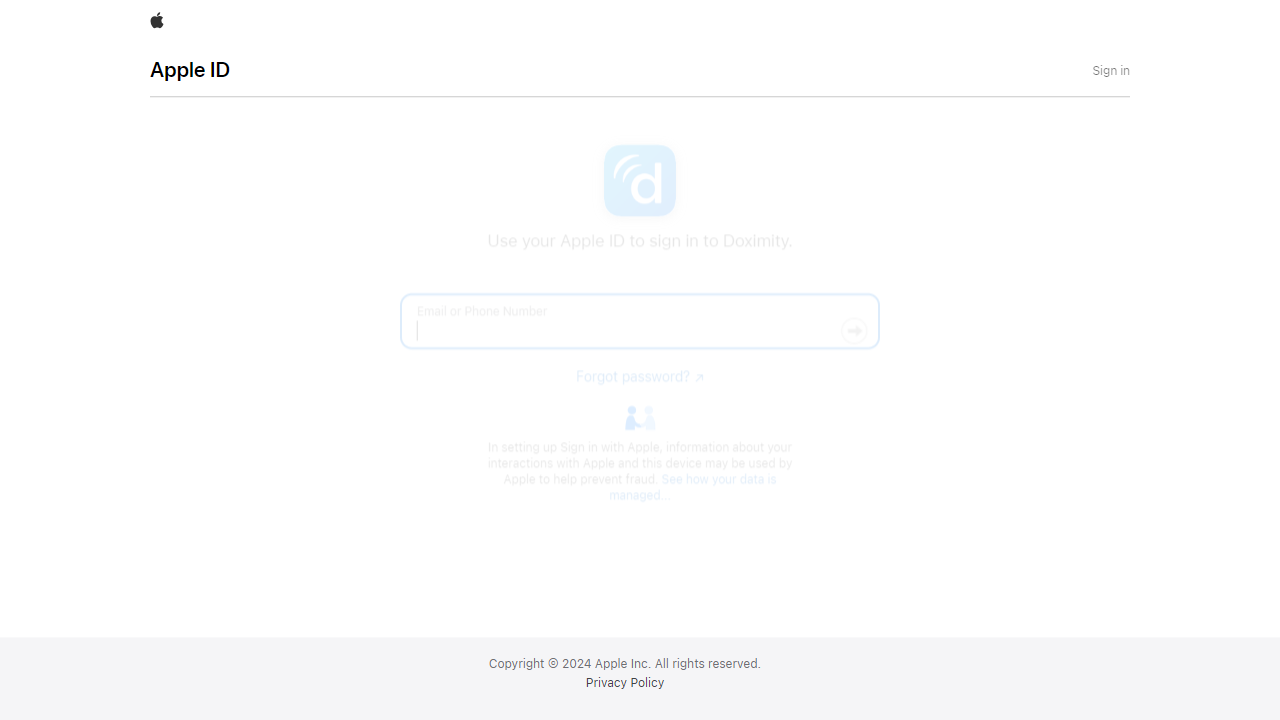 Apple ID
Sign in
d
Use your Apple ID to sign in to Doximity.
Email or Phone Number
Forgot password? ↗
In setting up Sign in with Apple, information about your
interactions with Apple and this device may be used by
Apple to help prevent fraud. See how your data is
managed...
Copyright © 2024 Apple Inc. All rights reserved.
Privacy Policy